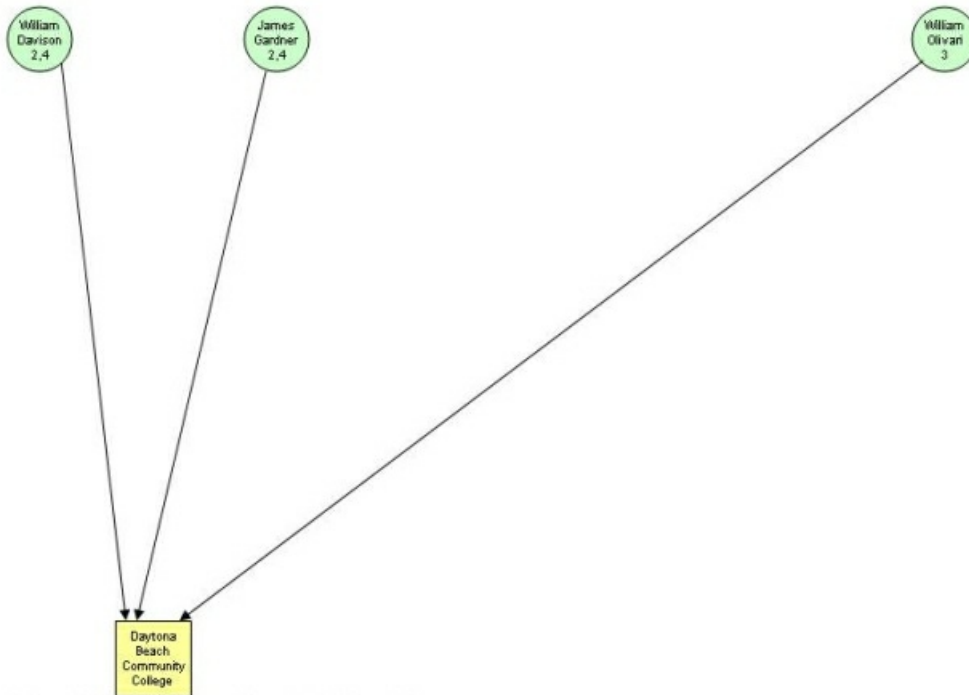 William
Davison
2,4
James
Gardner
2,4
William
Olivari
3
Daytona
Beach
Community
College